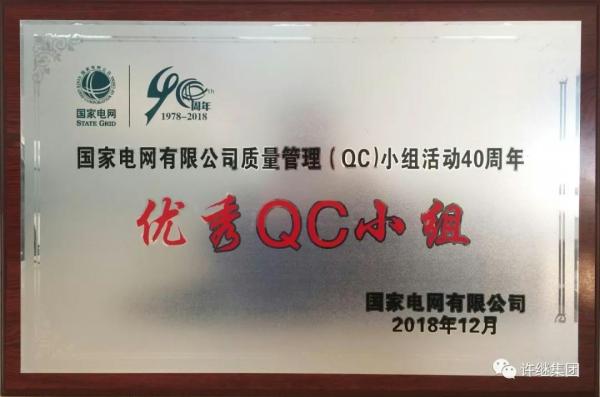 国家电网
STATE GRID
40th
周年
1978-2018
国家电网有限公司质量管理（QC)小组活动40周年
优秀QC小组
国家电网有限公司
2018年12月
许继集团